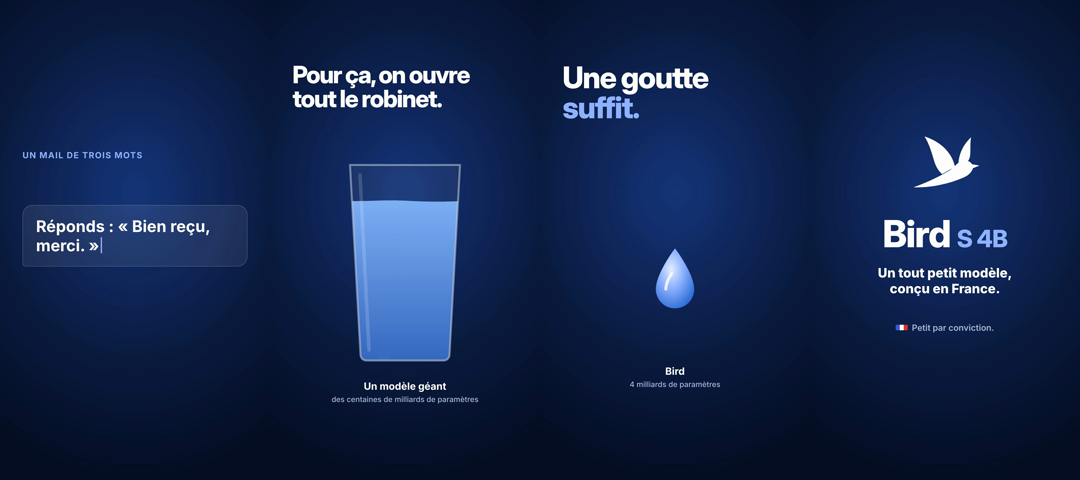 UN MAIL DE TROIS MOTS
Réponds : « Bien reçu,
merci. »
Pour ça, on ouvre
tout le robinet.
Un modèle géant
des centaines de milliards de paramètres
Une goutte
suffit.
Bird
4 milliards de paramètres
Bird S 4B
Un tout petit modèle,
conçu en France.
Petit par conviction.